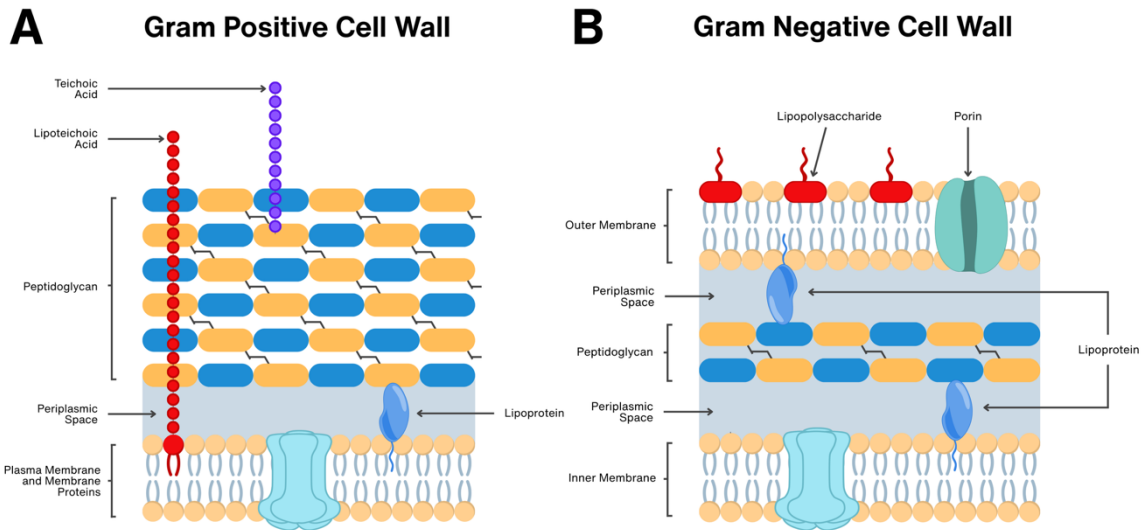 A
Gram Positive Cell Wall
Teichoic
Acid
Lipoteichoic
Acid
Peptidoglycan
Periplasmic
Space
Lipoprotein
Plasma Membrane
and Membrane
Proteins
B
Gram Negative Cell Wall
Lipopolysaccharide
Porin
Outer Membrane
Periplasmic
Space
Peptidoglycan
Lipoprotein
Periplasmic
Space
Inner Membrane